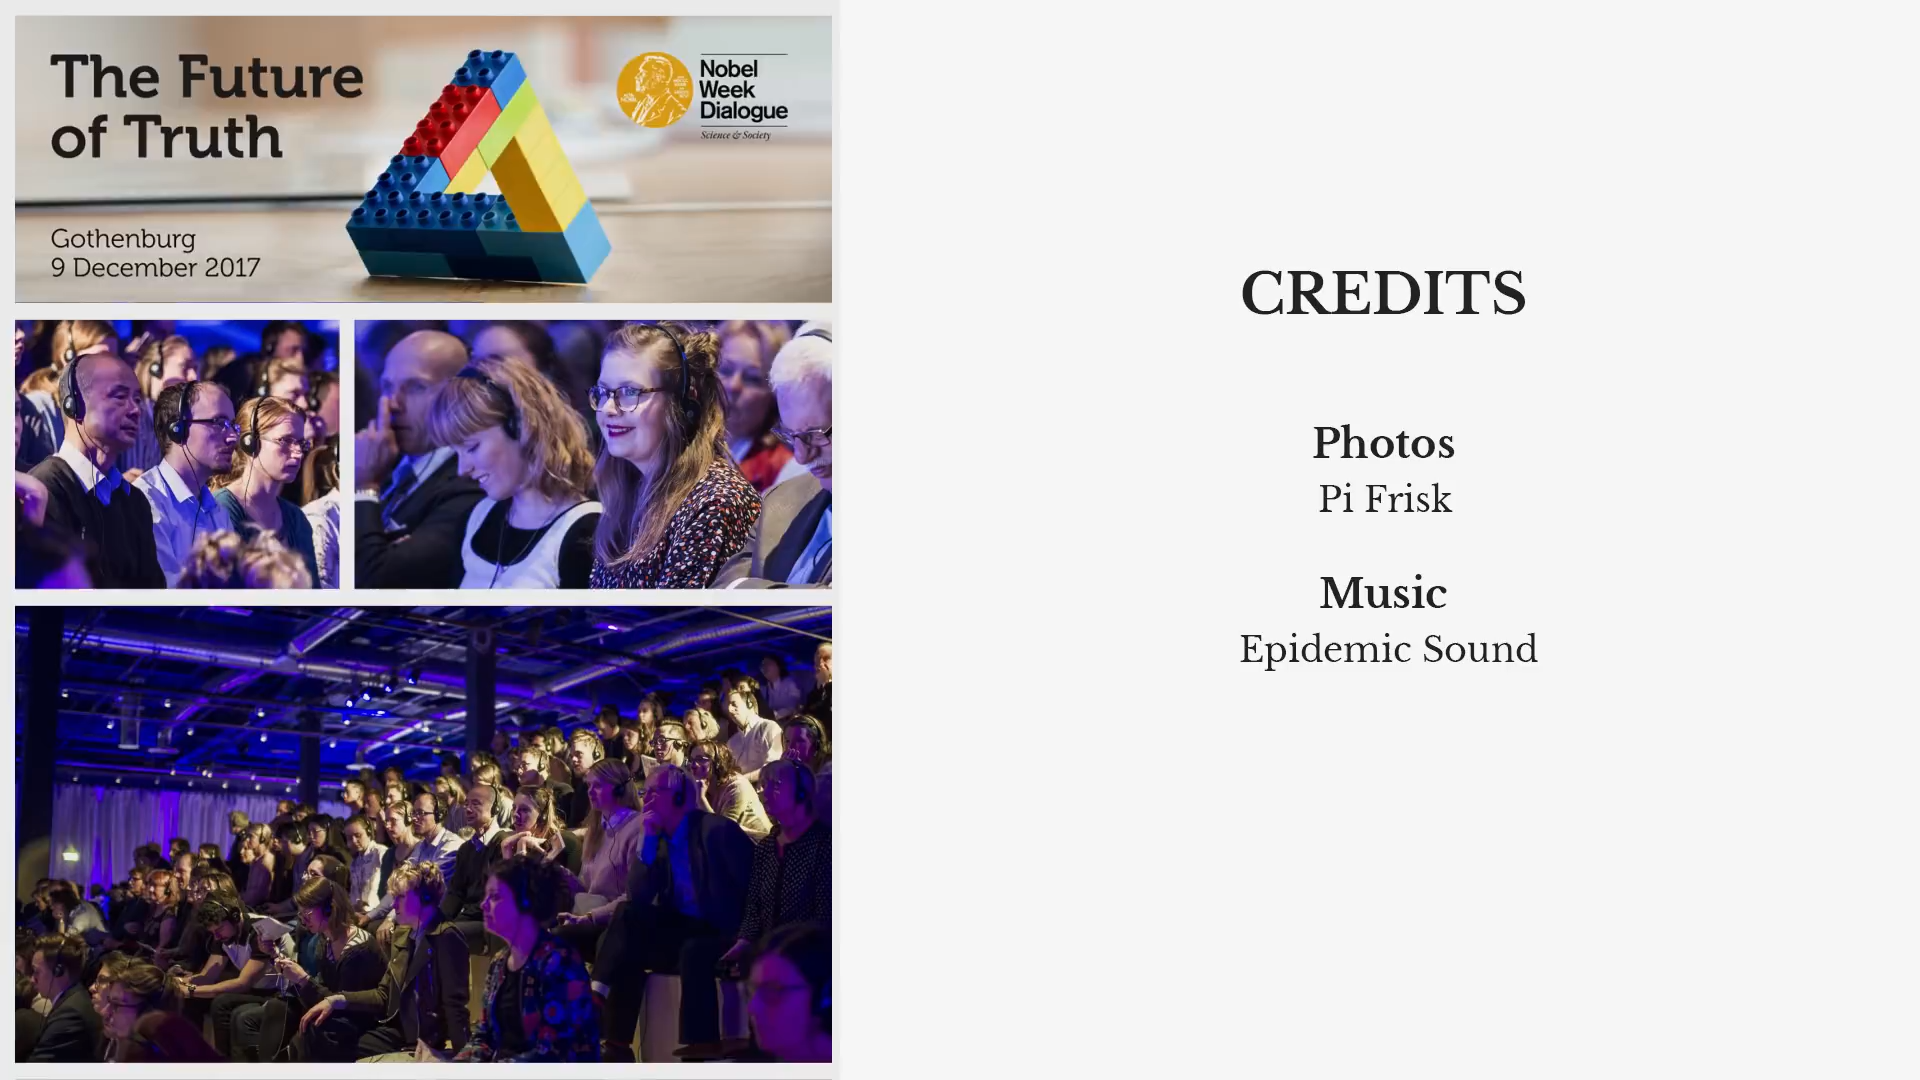 The Future
of Truth
Nobel
Week
Dialogue
Science & Society
Gothenburg
9 December 2017
CREDITS
Photos
Pi Frisk
Music
Epidemic Sound